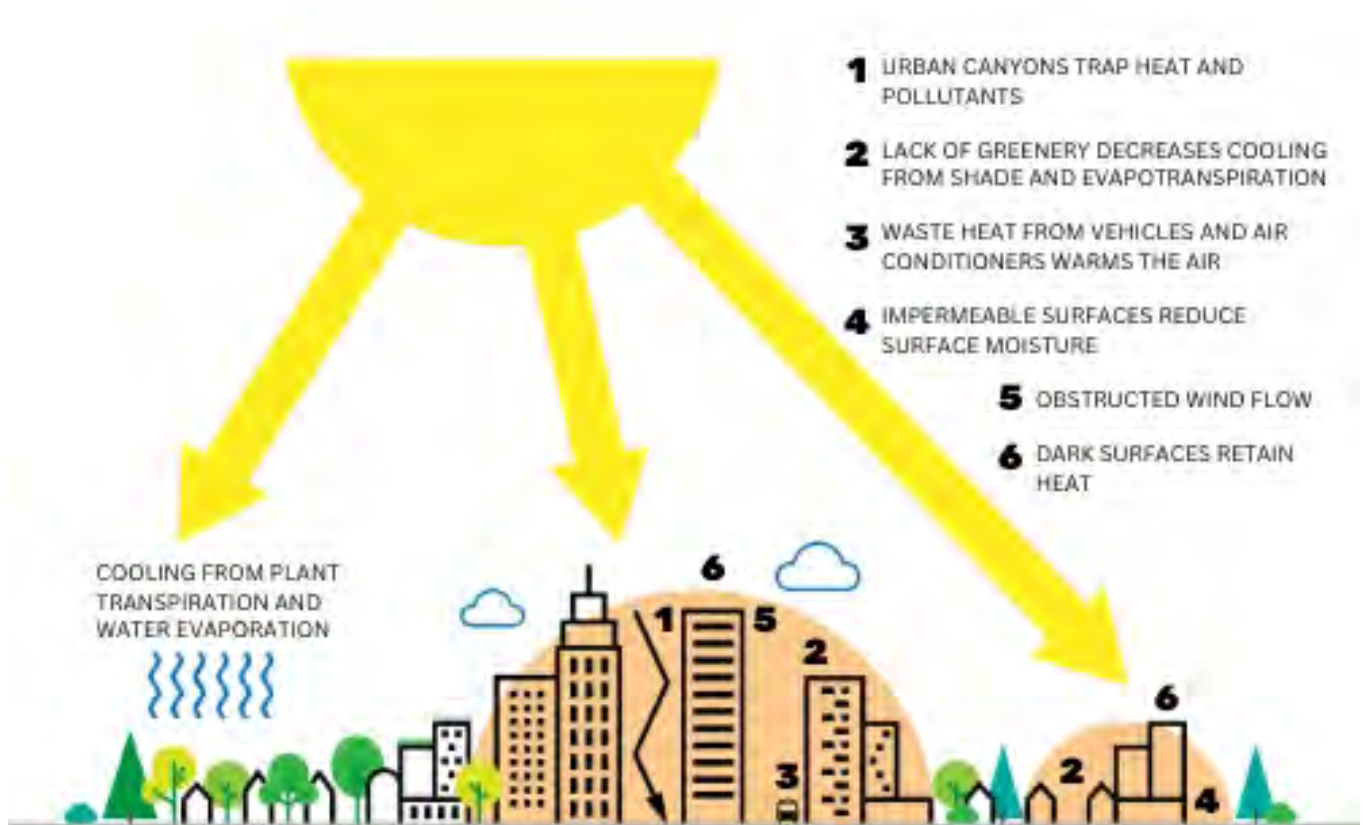 1 URBAN CANYONS TRAP HEAT AND
POLLUTANTS
2 LACK OF GREENERY DECREASES COOLING
FROM SHADE AND EVAPOTRANSPIRATION
3 WASTE HEAT FROM VEHICLES AND AIR
CONDITIONERS WARMS THE AIR
4 IMPERMEABLE SURFACES REDUCE
SURFACE MOISTURE
5 OBSTRUCTED WIND FLOW
6 DARK SURFACES RETAIN
HEAT
COOLING FROM PLANT
TRANSPIRATION AND
WATER EVAPORATION
6
1 5
2
6
3
2
4